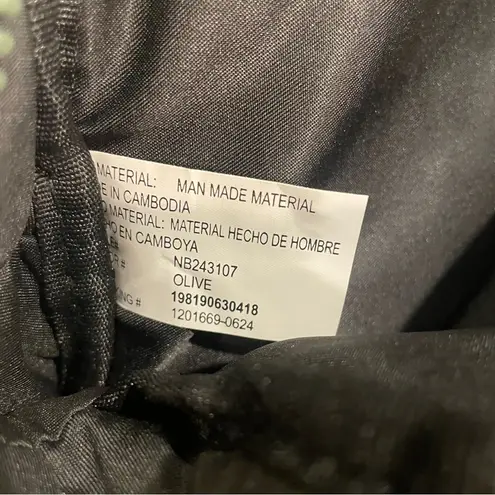 MATERIAL: MAN MADE MATERIAL
E IN CAMBODIA
MATERIAL: MATERIAL HECHO DE HOMBRE
O EN CAMBOYA
NB243107
OLIVE
198190630418
1201669-0624